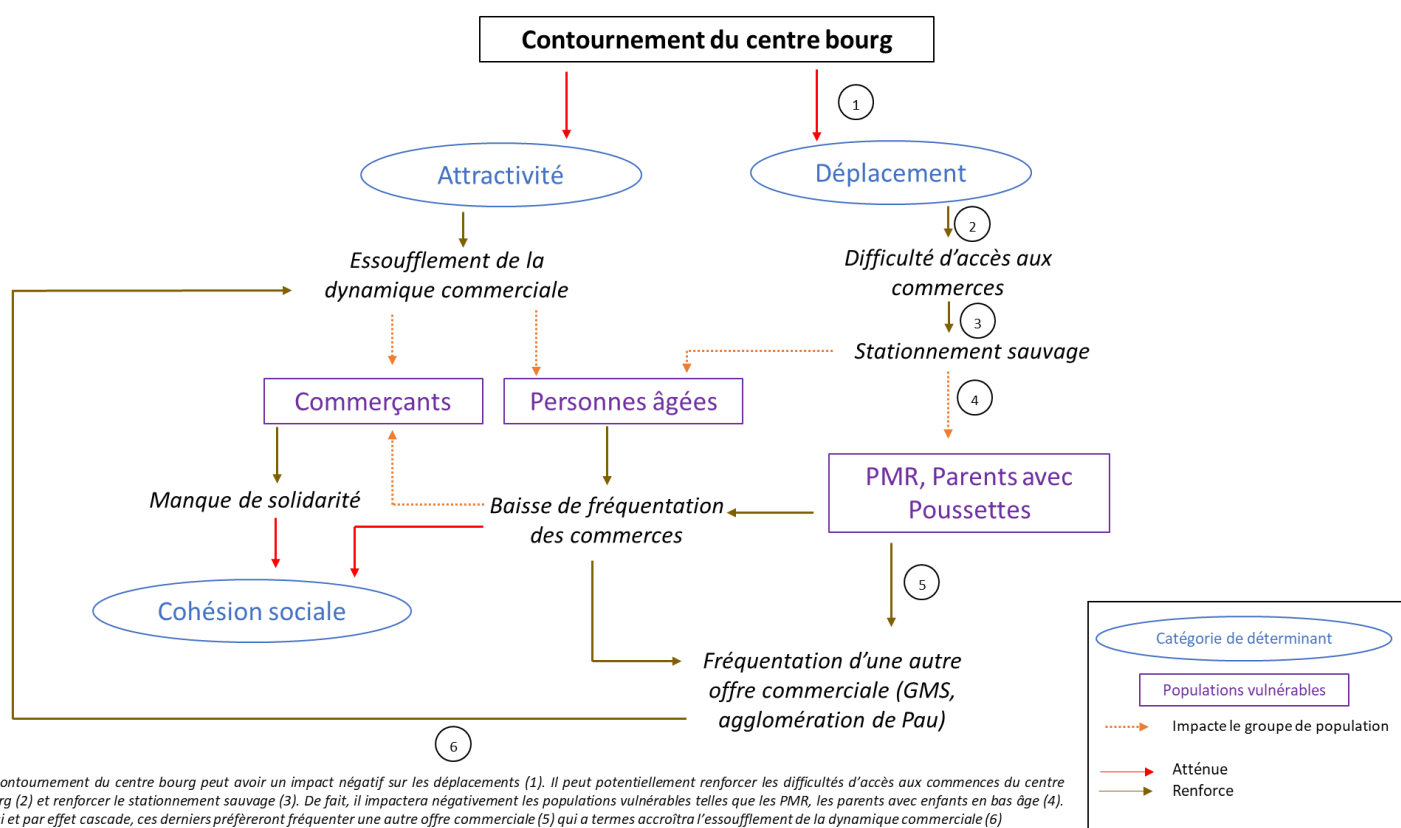 Contournement du centre bourg
1
Attractivité
Déplacement
2
Essoufflement de la
dynamique commerciale
Difficulté d’accès aux
commerces
3
Stationnement sauvage
Commerçants
Personnes âgées
4
PMR, Parents avec
Poussettes
Manque de solidarité
Baisse de fréquentation
des commerces
5
Cohésion sociale
Fréquentation d’une autre
offre commerciale (GMS,
agglomération de Pau)
6
Catégorie de déterminant
Populations vulnérables
Impacte le groupe de population
Atténue
Renforce
ontournement du centre bourg peut avoir un impact négatif sur les déplacements (1). Il peut potentiellement renforcer les difficultés d’accès aux commences du centre
rg (2) et renforcer le stationnement sauvage (3). De fait, il impactera négativement les populations vulnérables telles que les PMR, les parents avec enfants en bas âge (4).
i et par effet cascade, ces derniers préfèreront fréquenter une autre offre commerciale (5) qui a termes accroîtra l’essoufflement de la dynamique commerciale (6)